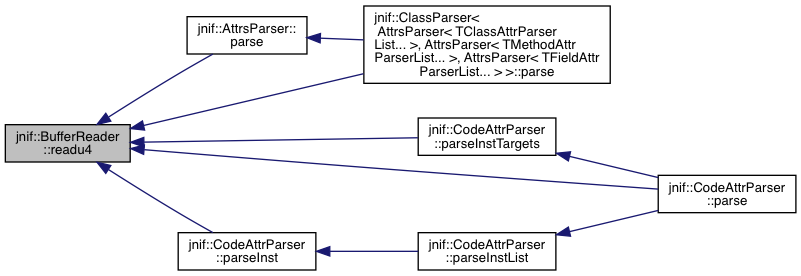 jnif::AttrsParser::
parse
jnif::ClassParser<
AttrsParser< TClassAttrParser
List... >, AttrsParser< TMethodAttr
ParserList... >, AttrsParser< TFieldAttr
ParserList... > >::parse
jnif::BufferReader
::readu4
jnif::CodeAttrParser
::parseInstTargets
jnif::CodeAttrParser
::parse
jnif::CodeAttrParser
::parseInst
jnif::CodeAttrParser
::parseInstList